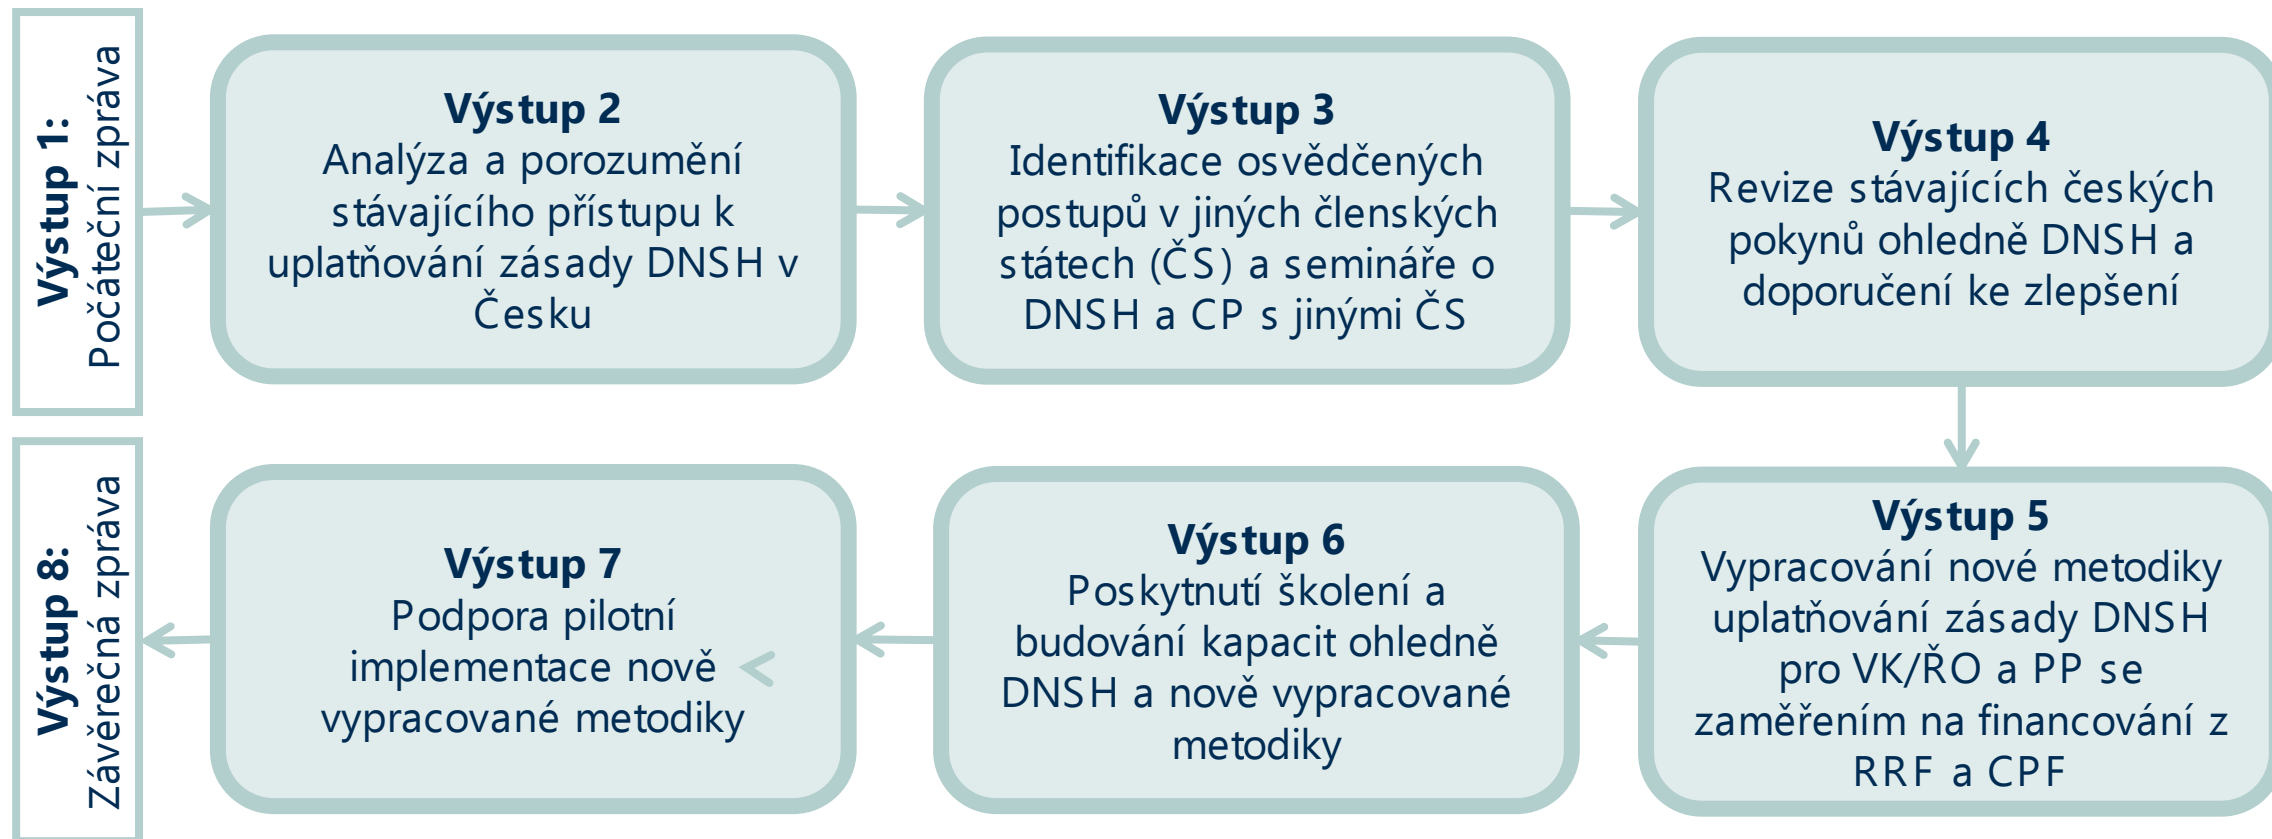 Výstup 1:
Počáteční zpráva
Výstup 2
Analýza a porozumění
stávajícího přístupu k
uplatňování zásady DNSH v
Česku
Výstup 3
Identifikace osvědčených
postupů v jiných členských
státech (ČS) a semináře o
DNSH a CP s jinými ČS
Výstup 4
Revize stávajících českých
pokynů ohledně DNSH a
doporučení ke zlepšení
Výstup 5
Vypracování nové metodiky
uplatňování zásady DNSH
pro VK/ŘO a PP se
zaměřením na financování z
RRF a CPF
Výstup 6
Poskytnutí školení a
budování kapacit ohledně
DNSH a nově vypracované
metodiky
Výstup 7
Podpora pilotní
implementace nově
vypracované metodiky
Výstup 8:
Závěrečná zpráva